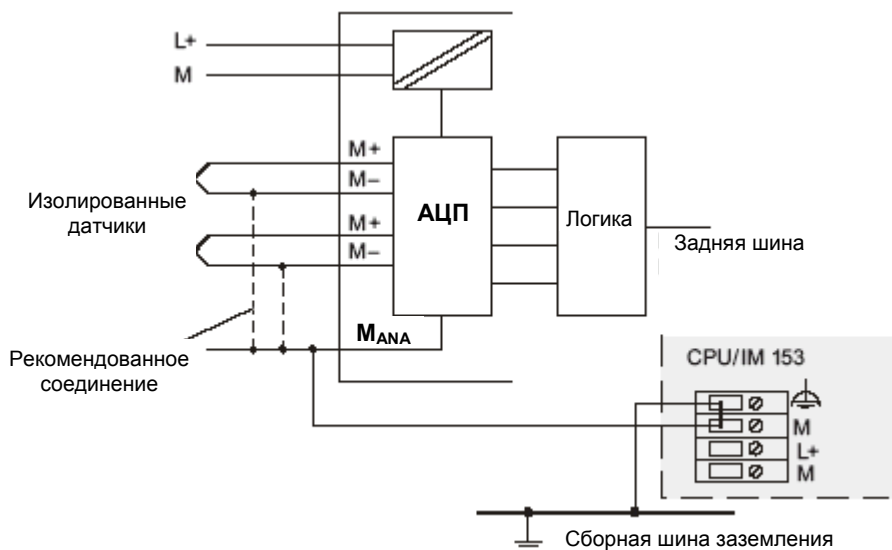 L+
M
M+
M–
Изолированные
датчики
M+
M–
АЦП
Логика
Задняя шина
MANA
Рекомендованное
соединение
CPU/IM 153
M
L+
M
Сборная шина заземления